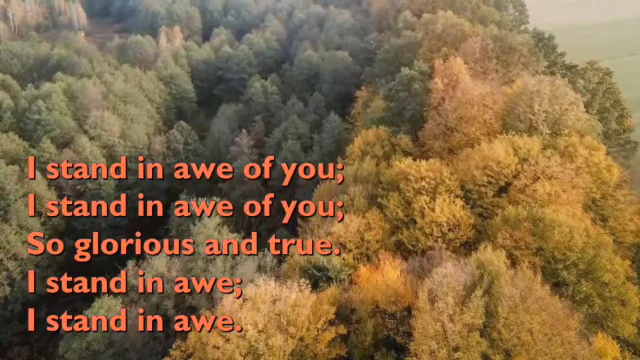 I stand in awe of you;
I stand in awe of you;
So glorious and true.
I stand in awe;
I stand in awe.